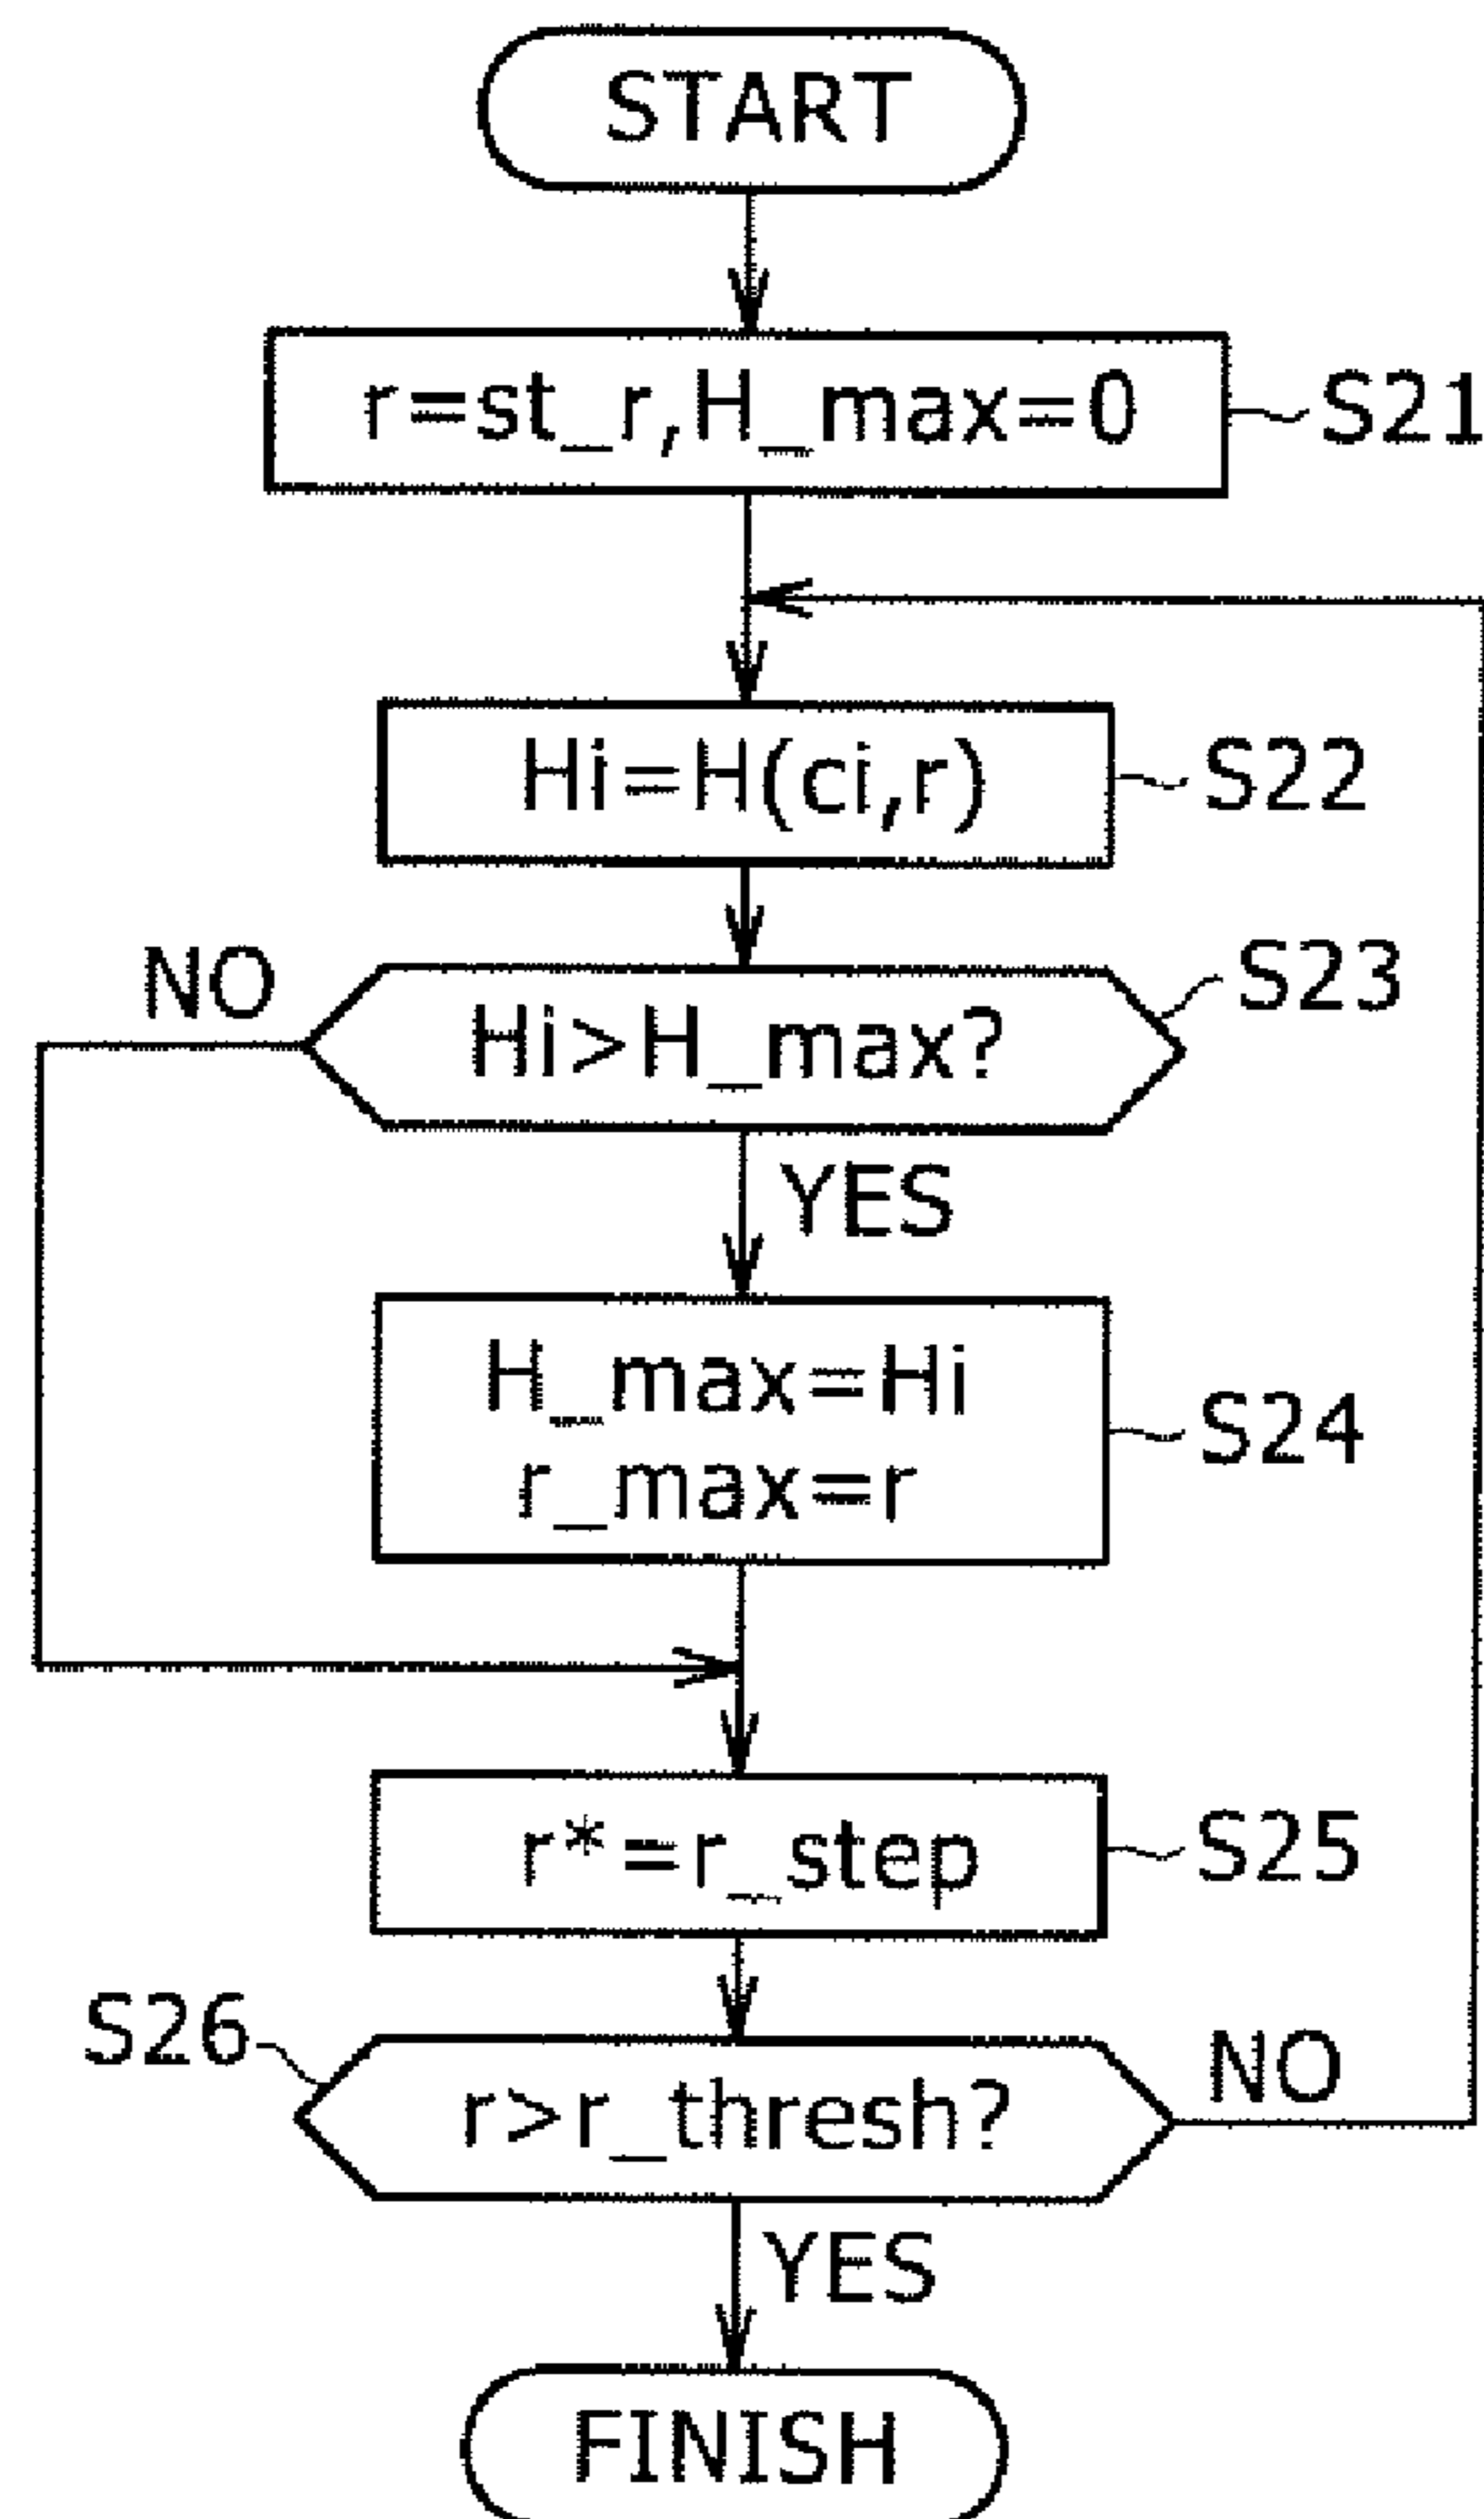 START
r=st_r,H_max=0
S21
Hi=H(ci,r)
S22
NO
S23
Hi>H_max?
YES
H_max=Hi
r_max=r
S24
r*=r_step
S25
S26
NO
r>r_thresh?
YES
FINISH